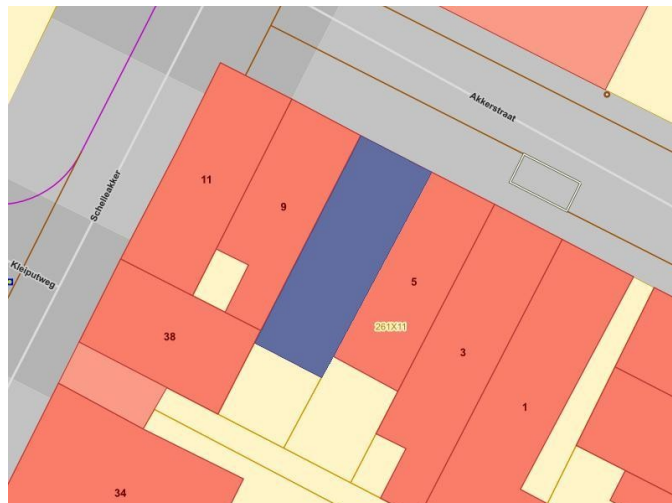 Akkerstraat
Schelleakker
11
9
Kleiputweg
5
261X11
38
3
1
34